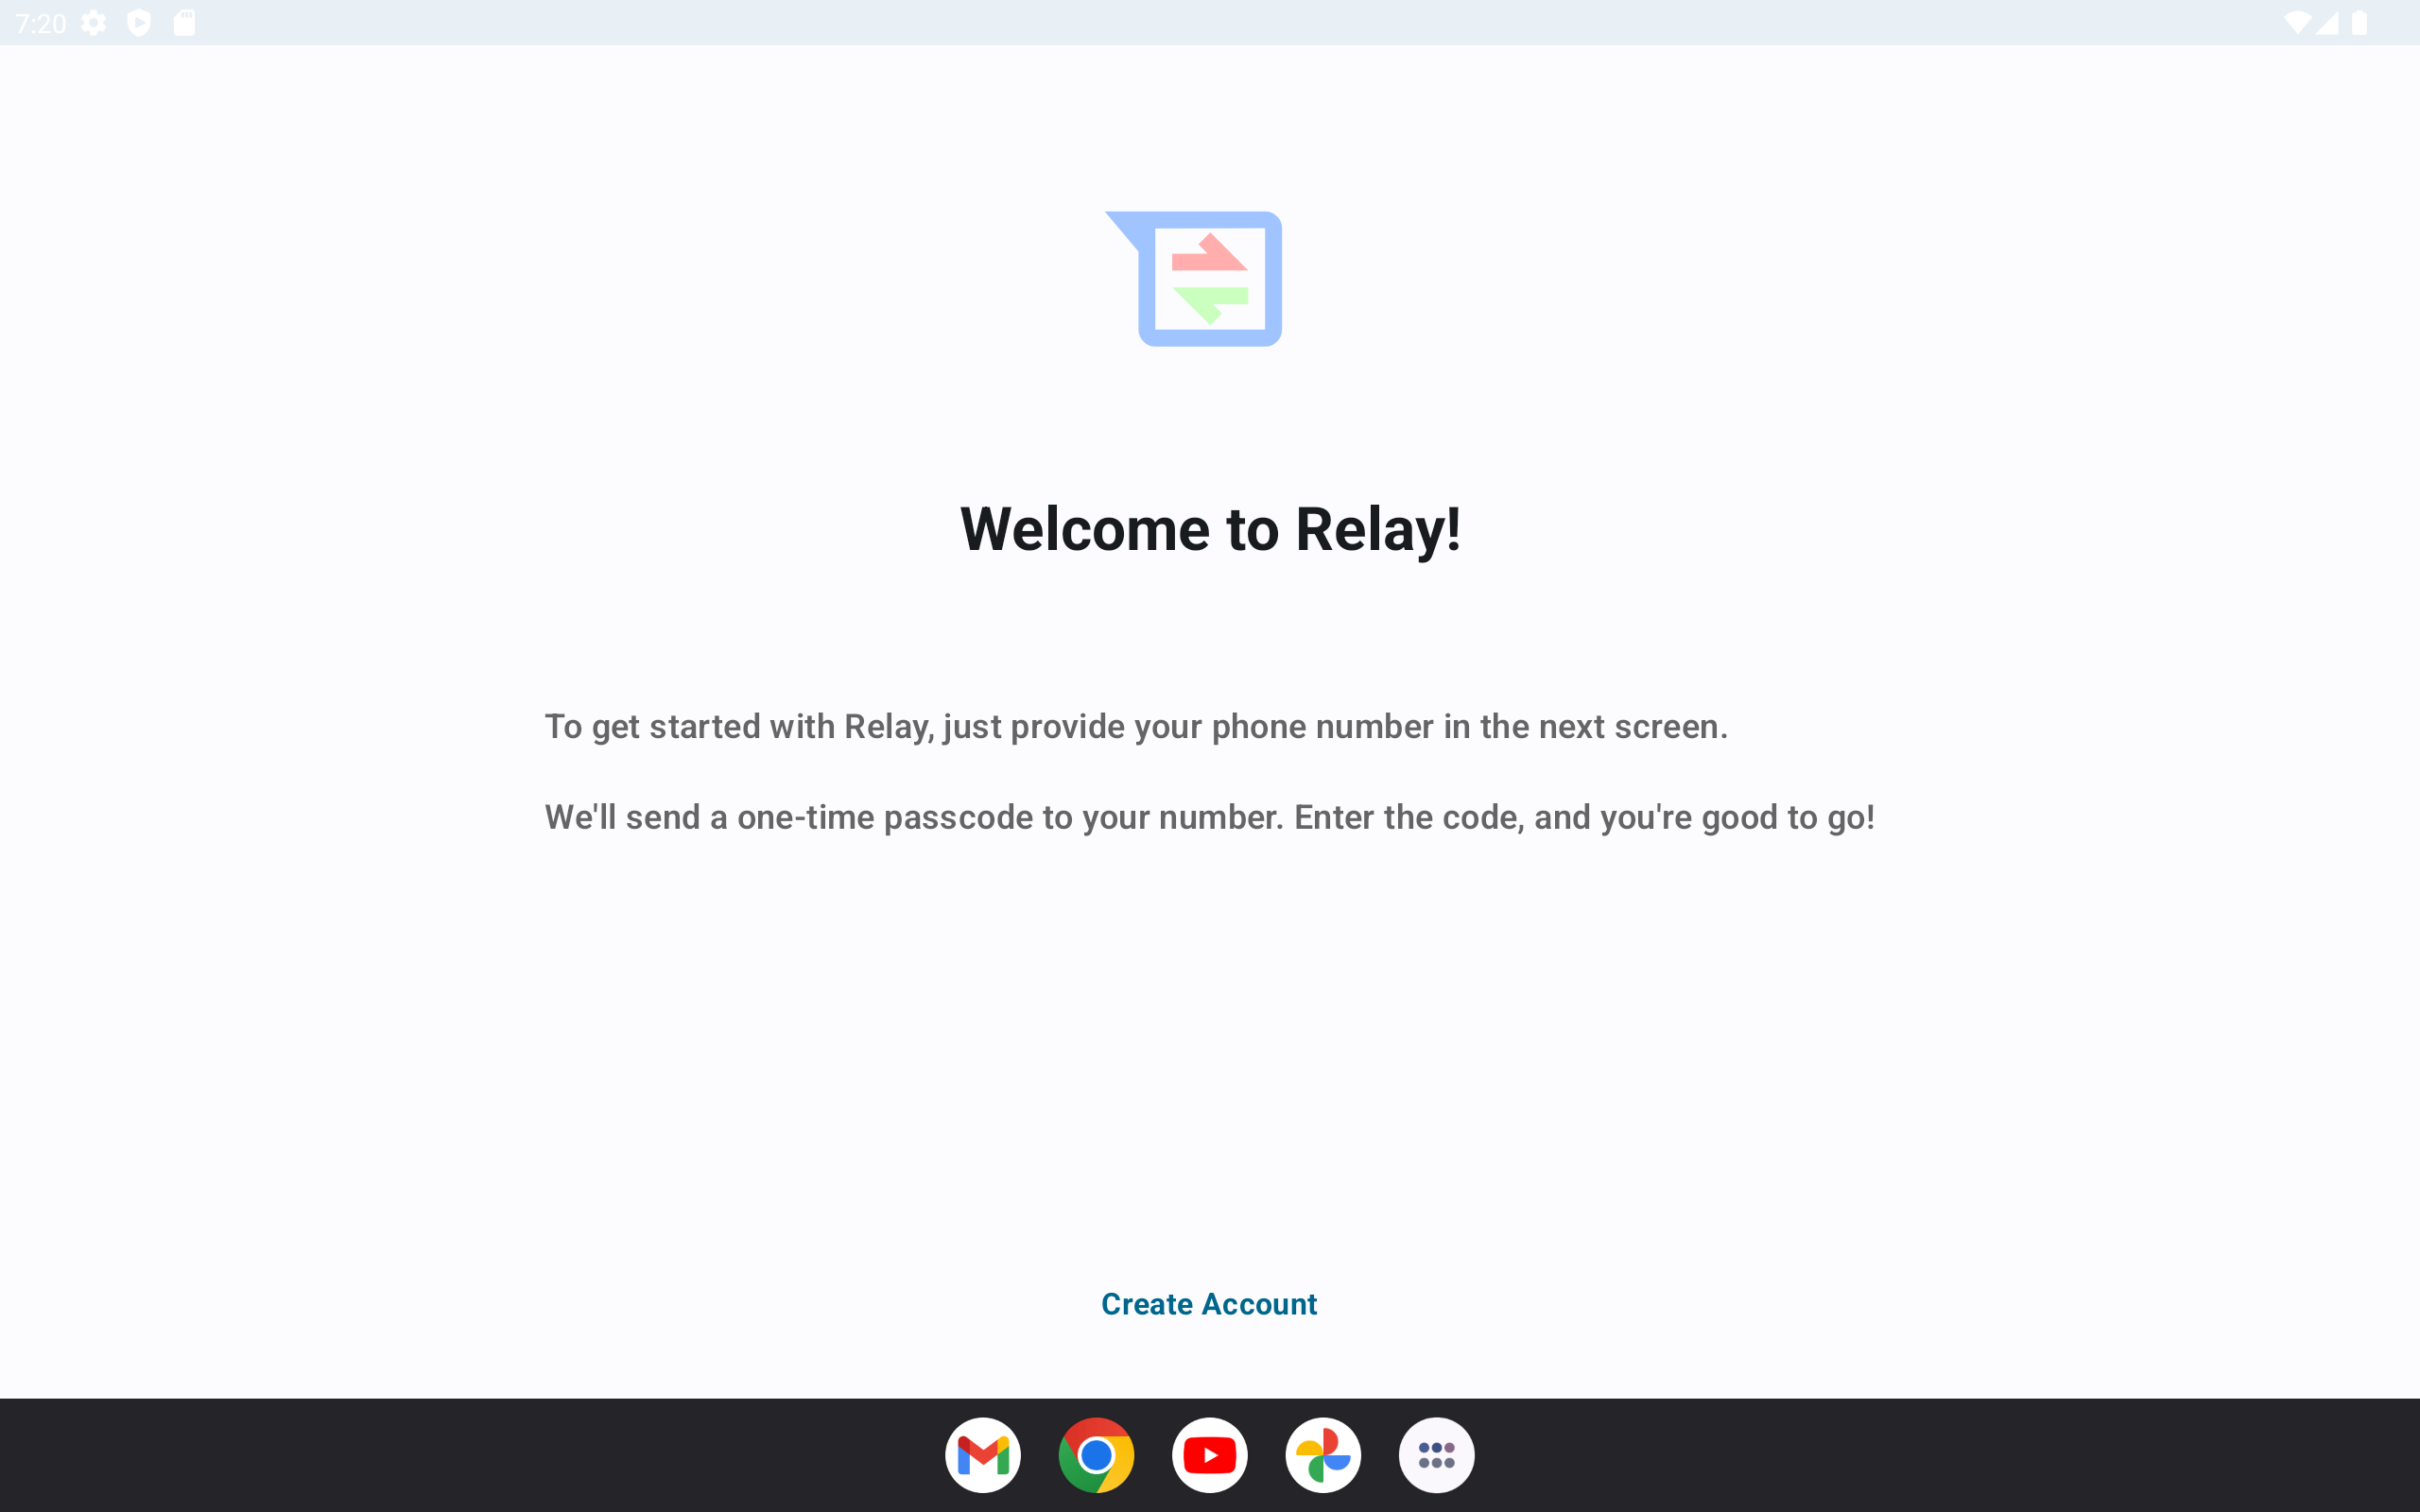 7:20
Welcome to Relay!
To get started with Relay, just provide your phone number in the next screen.
We'll send a one-time passcode to your number. Enter the code, and you're good to go!
Create Account